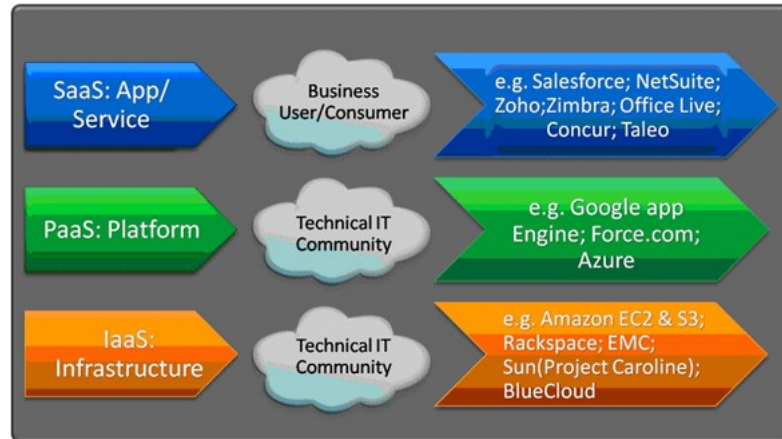 SaaS: App/
Service
Business
User/Consumer
e.g. Salesforce; NetSuite;
Zoho;Zimbra; Office Live;
Concur; Taleo
PaaS: Platform
Technical IT
Community
e.g. Google app
Engine; Force.com;
Azure
IaaS:
Infrastructure
Technical IT
Community
e.g. Amazon EC2 & S3;
Rackspace; EMC;
Sun(Project Caroline);
BlueCloud